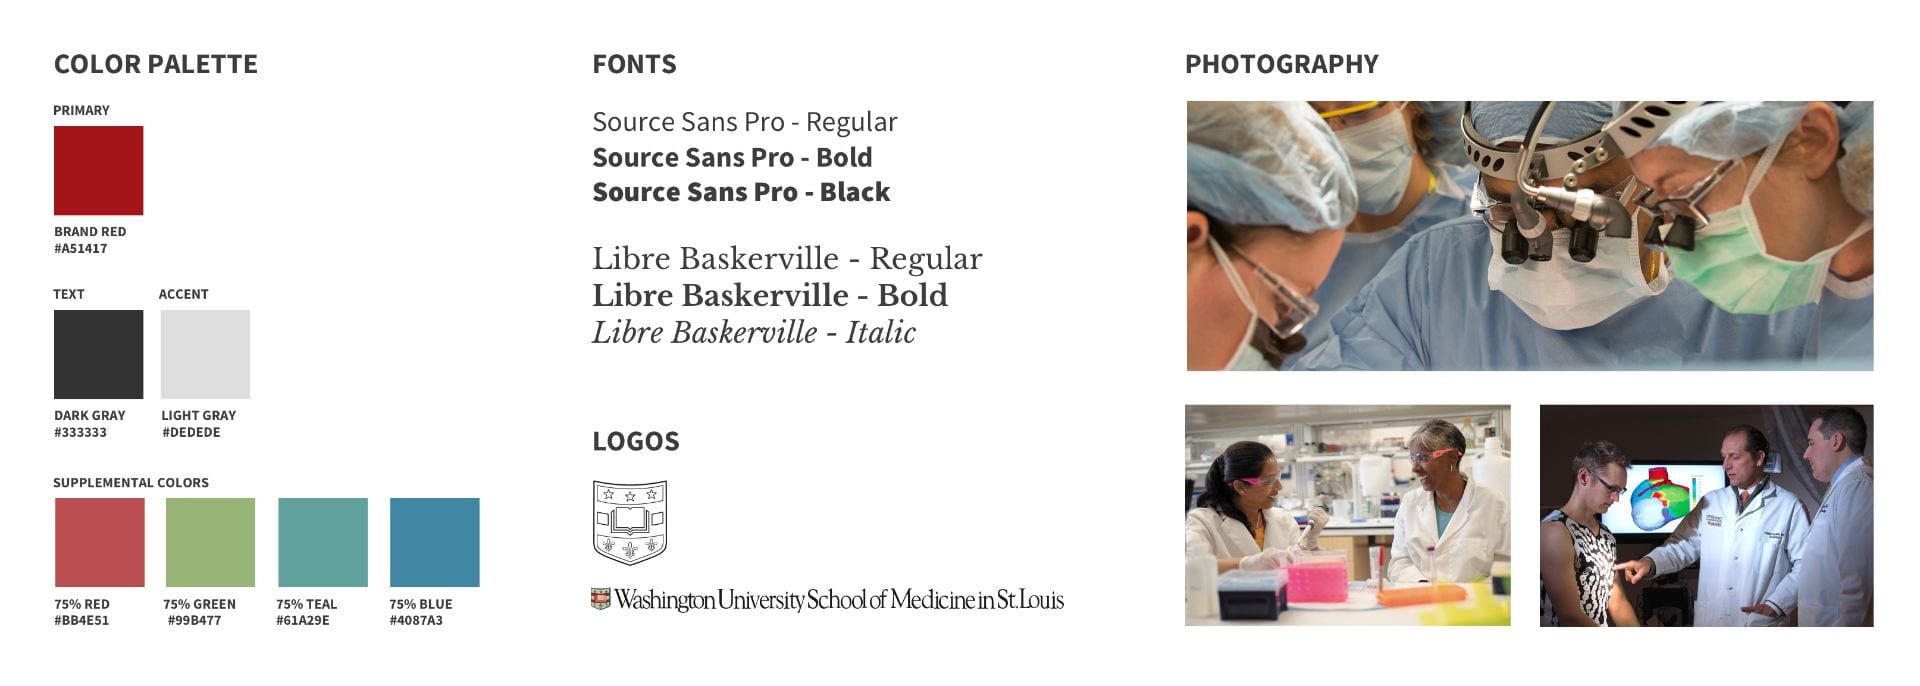 COLOR PALETTE
PRIMARY
BRAND RED
#A51417
TEXT
ACCENT
DARK GRAY
#333333
LIGHT GRAY
#DEDEDE
SUPPLEMENTAL COLORS
75% RED
#BB4E51
75% GREEN
#99B477
75% TEAL
#61A29E
75% BLUE
#4087A3
FONTS
Source Sans Pro - Regular
Source Sans Pro - Bold
Source Sans Pro - Black
Libre Baskerville - Regular
Libre Baskerville - Bold
Libre Baskerville - Italic
LOGOS
Washington University School of Medicine in St. Louis
PHOTOGRAPHY